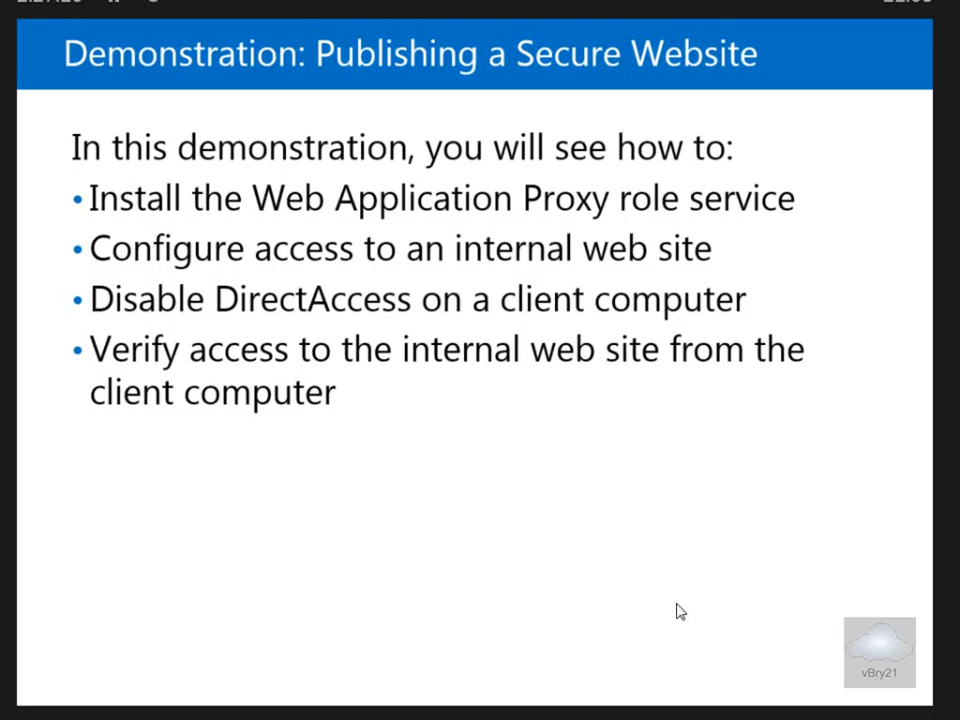 Demonstration: Publishing a Secure Website
In this demonstration, you will see how to:
• Install the Web Application Proxy role service
• Configure access to an internal web site
• Disable DirectAccess on a client computer
• Verify access to the internal web site from the
client computer
vBry21